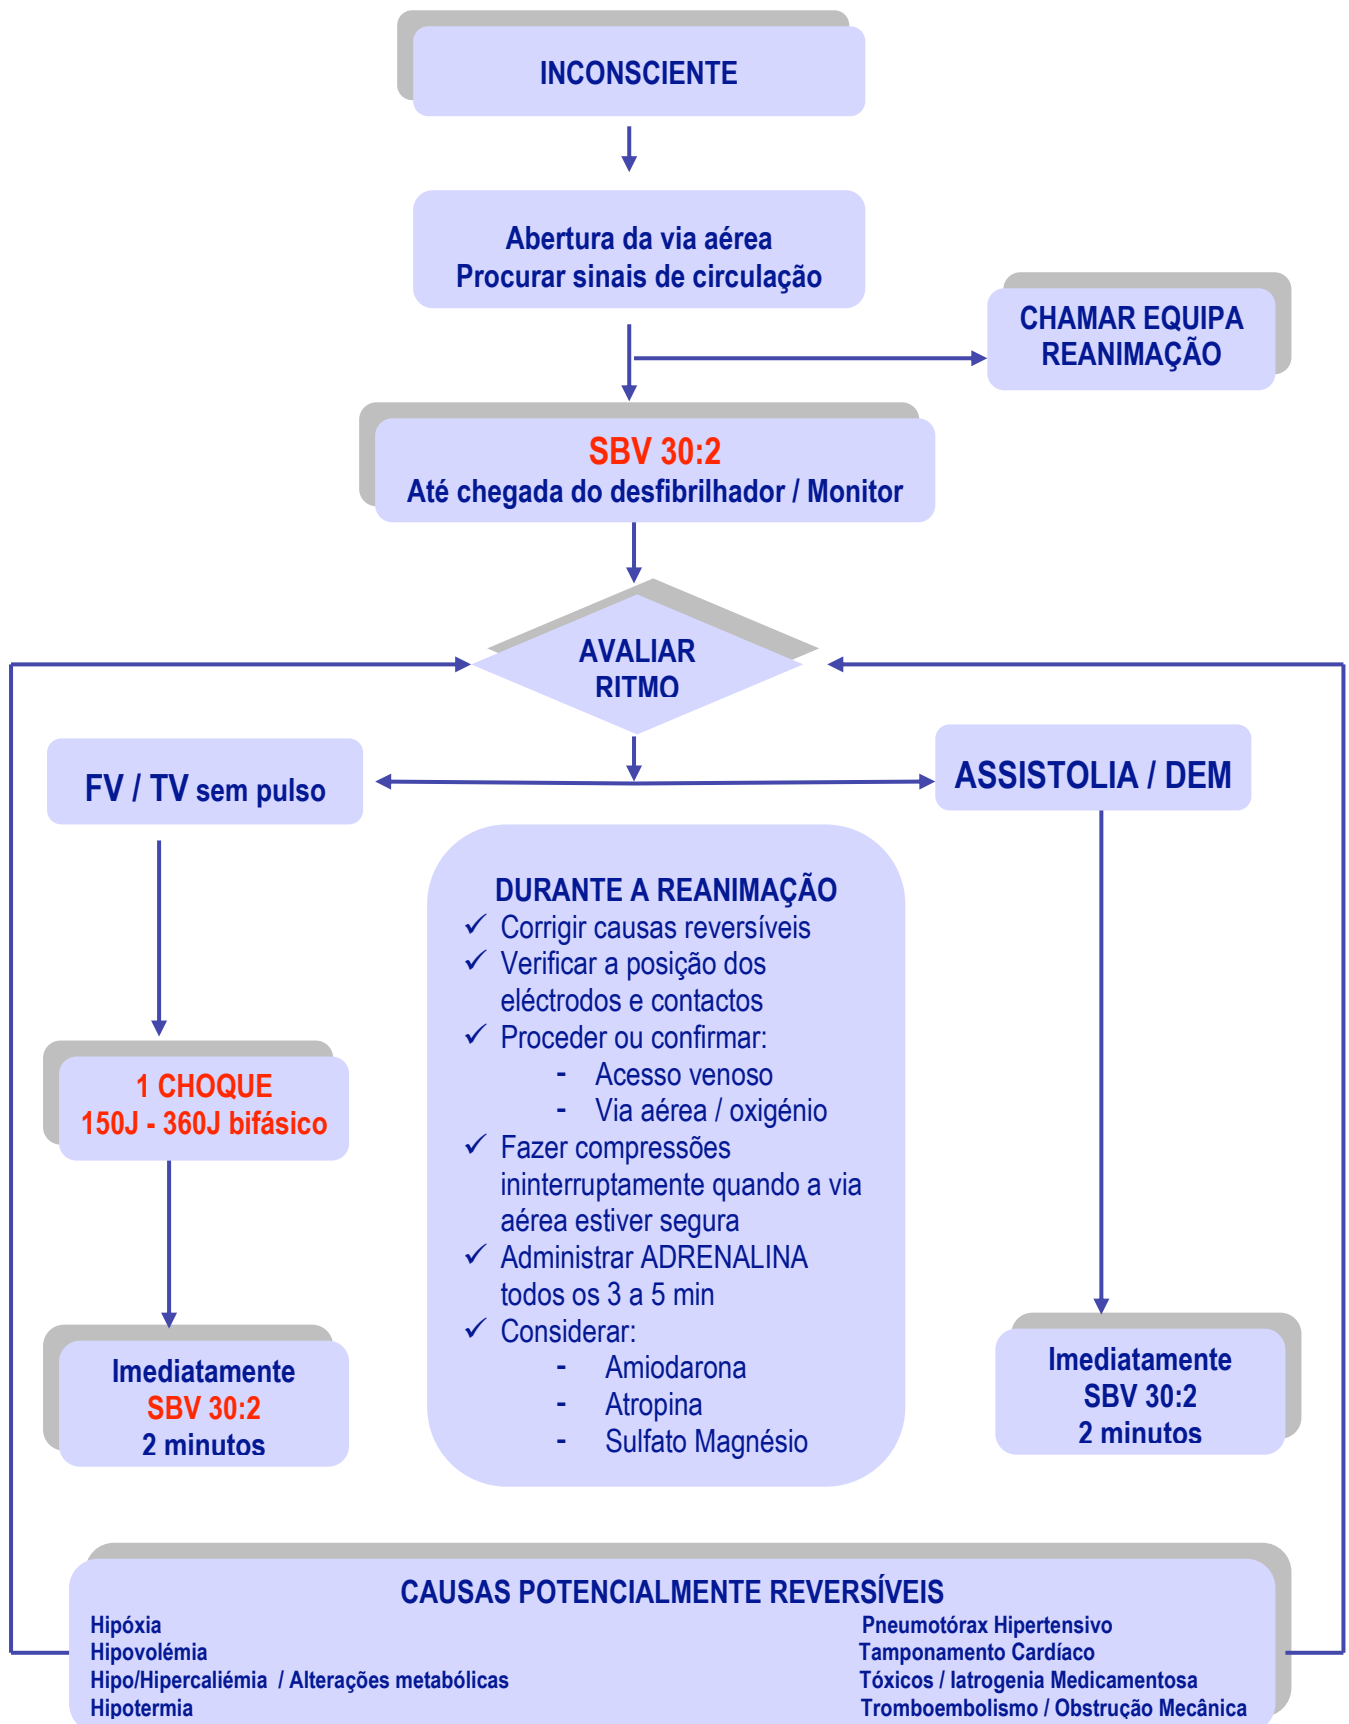 INCONSCIENTE
Abertura da via aérea
Procurar sinais de circulação
CHAMAR EQUIPA
REANIMAÇÃO
SBV 30:2
Até chegada do desfibrilhador / Monitor
AVALIAR
RITMO
FV / TV sem pulso
ASSISTOLIA / DEM
DURANTE A REANIMAÇÃO
✓ Corrigir causas reversíveis
✓ Verificar a posição dos
eléctrodos e contactos
✓ Proceder ou confirmar:
- Acesso venoso
- Via aérea / oxigénio
✓ Fazer compressões
ininterruptamente quando a via
aérea estiver segura
✓ Administrar ADRENALINA
todos os 3 a 5 min
✓ Considerar:
- Amiodarona
- Atropina
- Sulfato Magnésio
1 CHOQUE
150J - 360J bifásico
Imediatamente
SBV 30:2
2 minutos
Imediatamente
SBV 30:2
2 minutos
CAUSAS POTENCIALMENTE REVERSÍVEIS
Hipóxia
Hipovolémia
Hipo/Hipercaliémia / Alterações metabólicas
Hipotermia
Pneumotórax Hipertensivo
Tamponamento Cardíaco
Tóxicos / Iatrogenia Medicamentosa
Tromboembolismo / Obstrução Mecânica